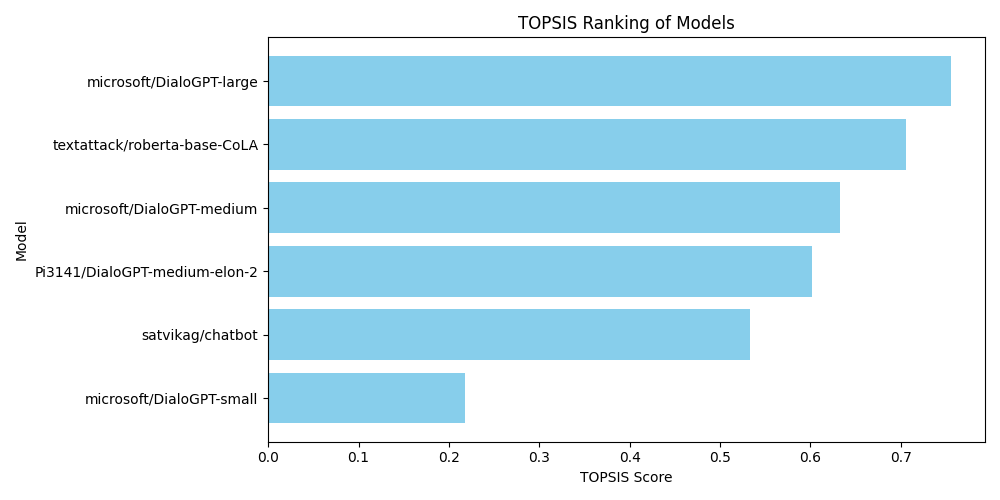 TOPSIS Ranking of Models
Model
microsoft/DialoGPT-large
textattack/roberta-base-CoLA
microsoft/DialoGPT-medium
Pi3141/DialoGPT-medium-elon-2
satvikag/chatbot
microsoft/DialoGPT-small
0.0 0.1 0.2 0.3 0.4 0.5 0.6 0.7
TOPSIS Score